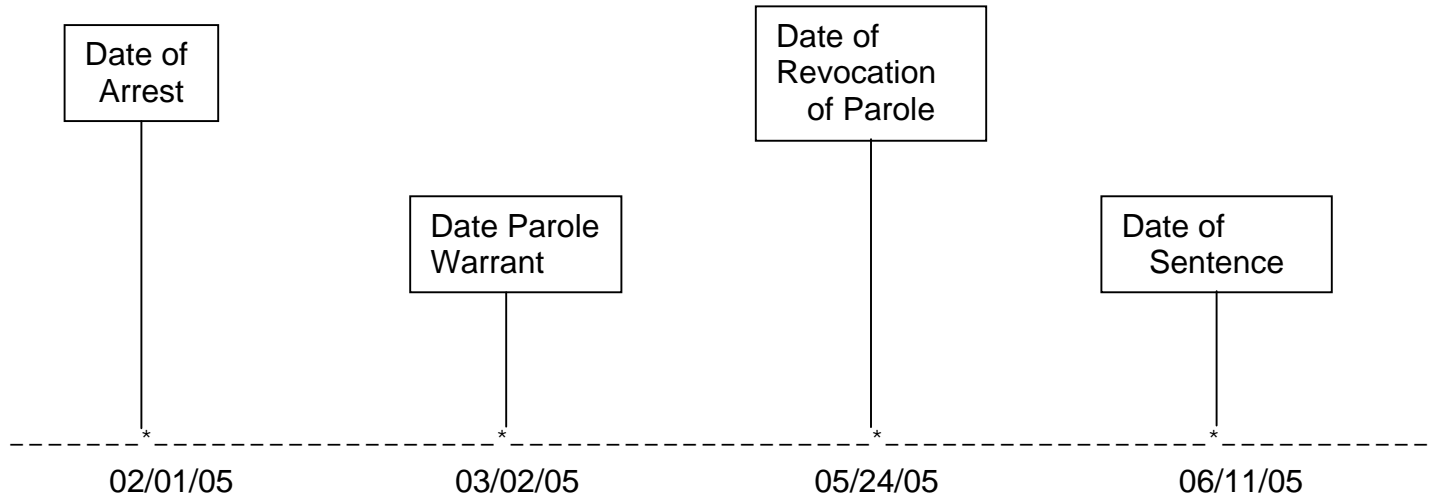 Date of
Arrest
Date Parole
Warrant
Date of
Revocation
of Parole
Date of
Sentence
* * * *
02/01/05 03/02/05 05/24/05 06/11/05